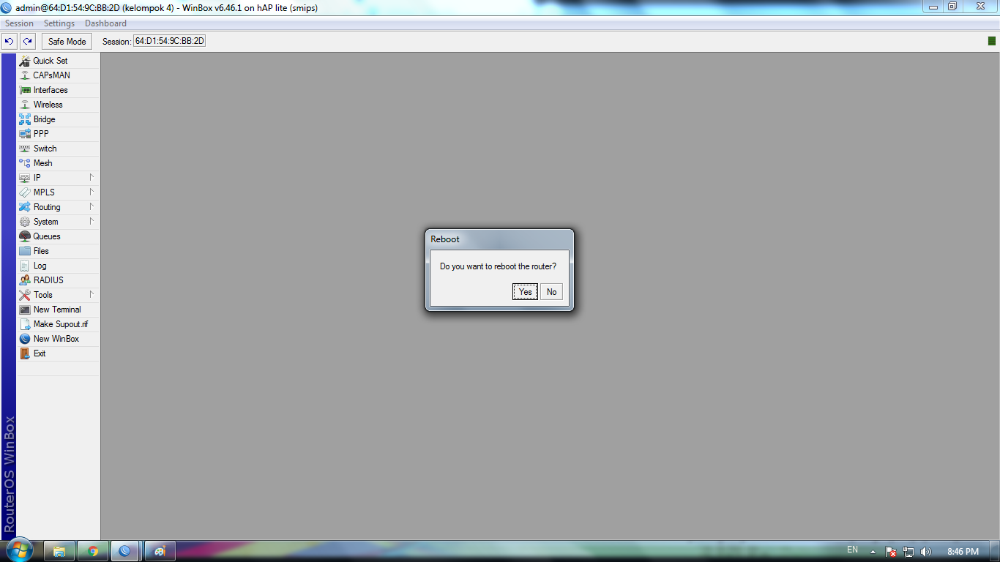 admin@64:D1:54:9C:BB:2D (kelompok 4) - WinBox v6.46.1 on hAP lite (smips)
Session Settings Dashboard
Safe Mode Session: 64:D1:54:9C:BB:2D
Quick Set
CAPsMAN
Interfaces
Wireless
Bridge
PPP
Switch
Mesh
255 IP
MPLS
Routing
System
Queues
Files
Log
RADIUS
Tools
New Terminal
Make Supout.rif
New WinBox
Exit
RouterOS WinBox
Reboot
Do you want to reboot the router?
Yes No
EN 8:46 PM